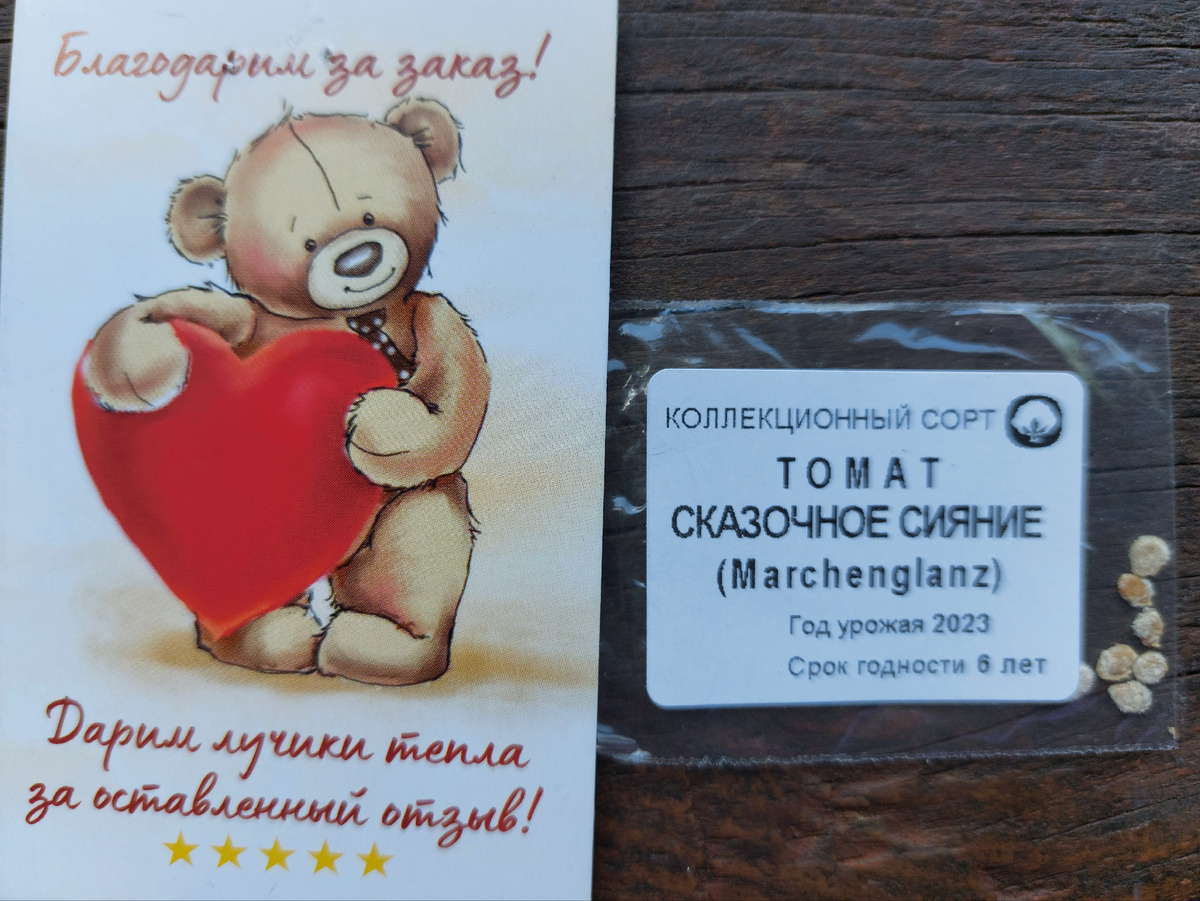 Благодарим за заказ!
Дарим лучики тепла
за оставленный отзыв!
КОЛЛЕКЦИОННЫЙ СОРТ
ТОМАТ
СКАЗОЧНОЕ СИЯНИЕ
(Marchenglanz)
Год урожая 2023
Срок годности 6 лет